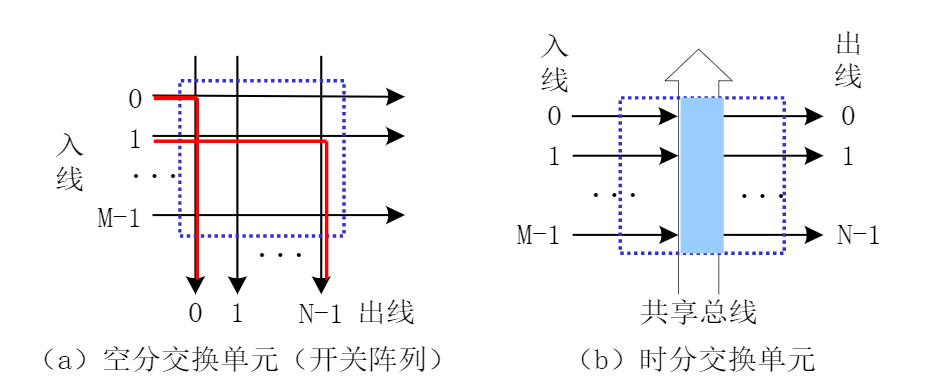 入线
0
1
...
M-1
...
0 1 N-1 出线
(a) 空分交换单元 (开关阵列)
入线
出线
0 0
1 1
... ...
M-1 N-1
共享总线
(b) 时分交换单元